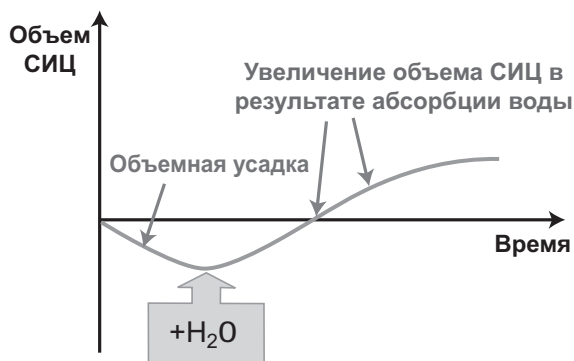 Объем
СИЦ
Увеличение объема СИЦ в
результате абсорбции воды
Объемная усадка
Время
+H₂O